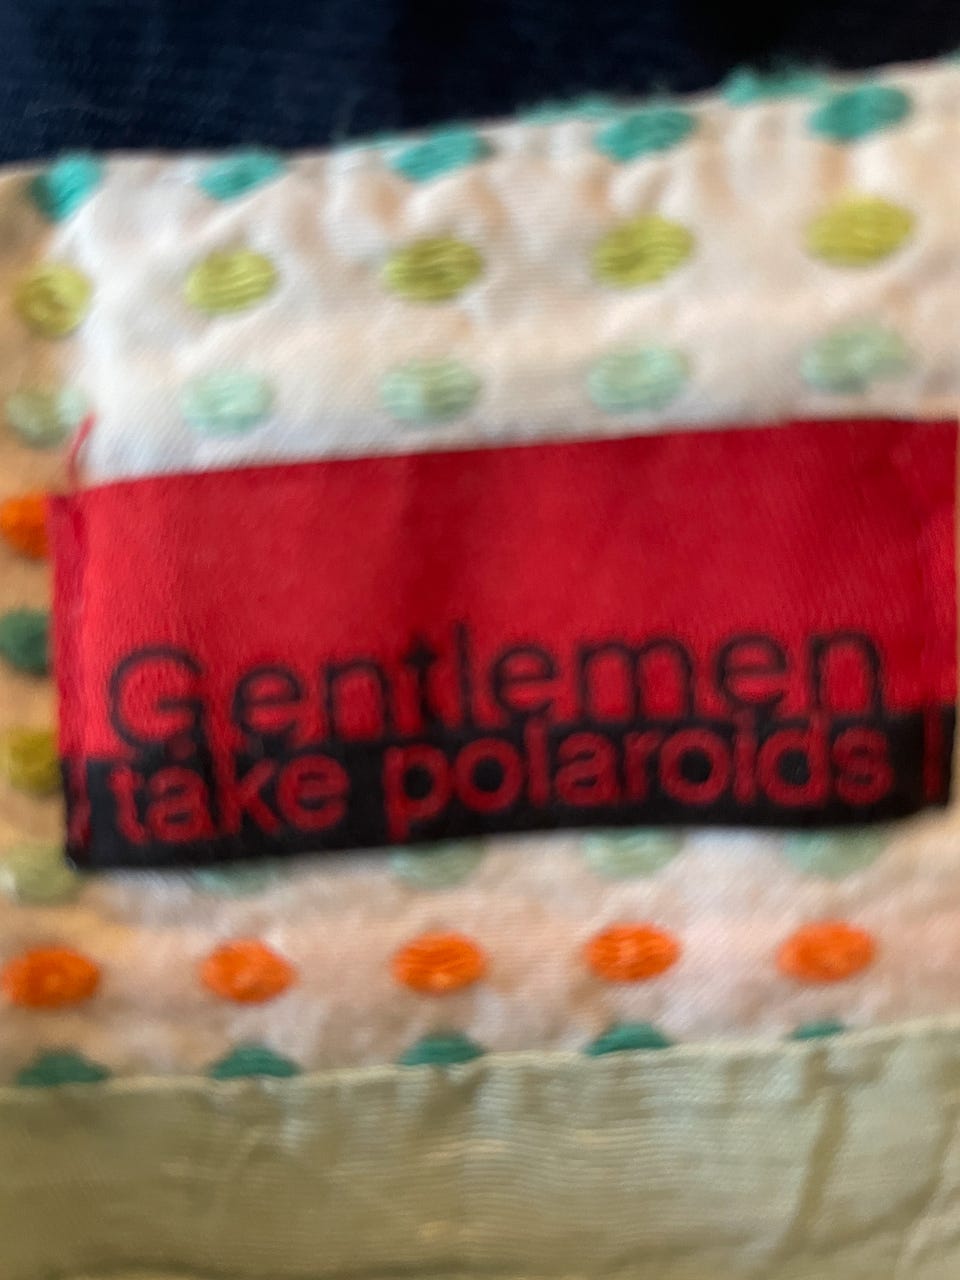 Gentlemen
take polaroids